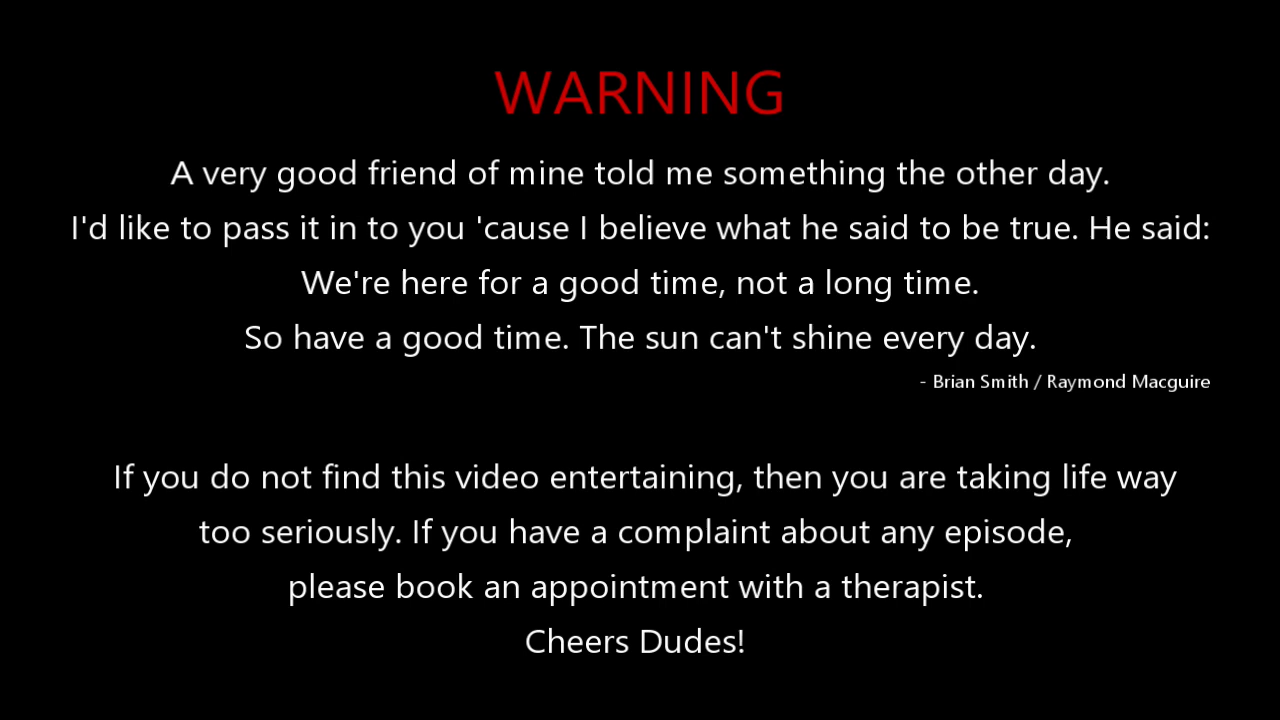 WARNING
A very good friend of mine told me something the other day.
I'd like to pass it in to you 'cause I believe what he said to be true. He said:
We're here for a good time, not a long time.
So have a good time. The sun can't shine every day.
- Brian Smith / Raymond Macguire
If you do not find this video entertaining, then you are taking life way
too seriously. If you have a complaint about any episode,
please book an appointment with a therapist.
Cheers Dudes!